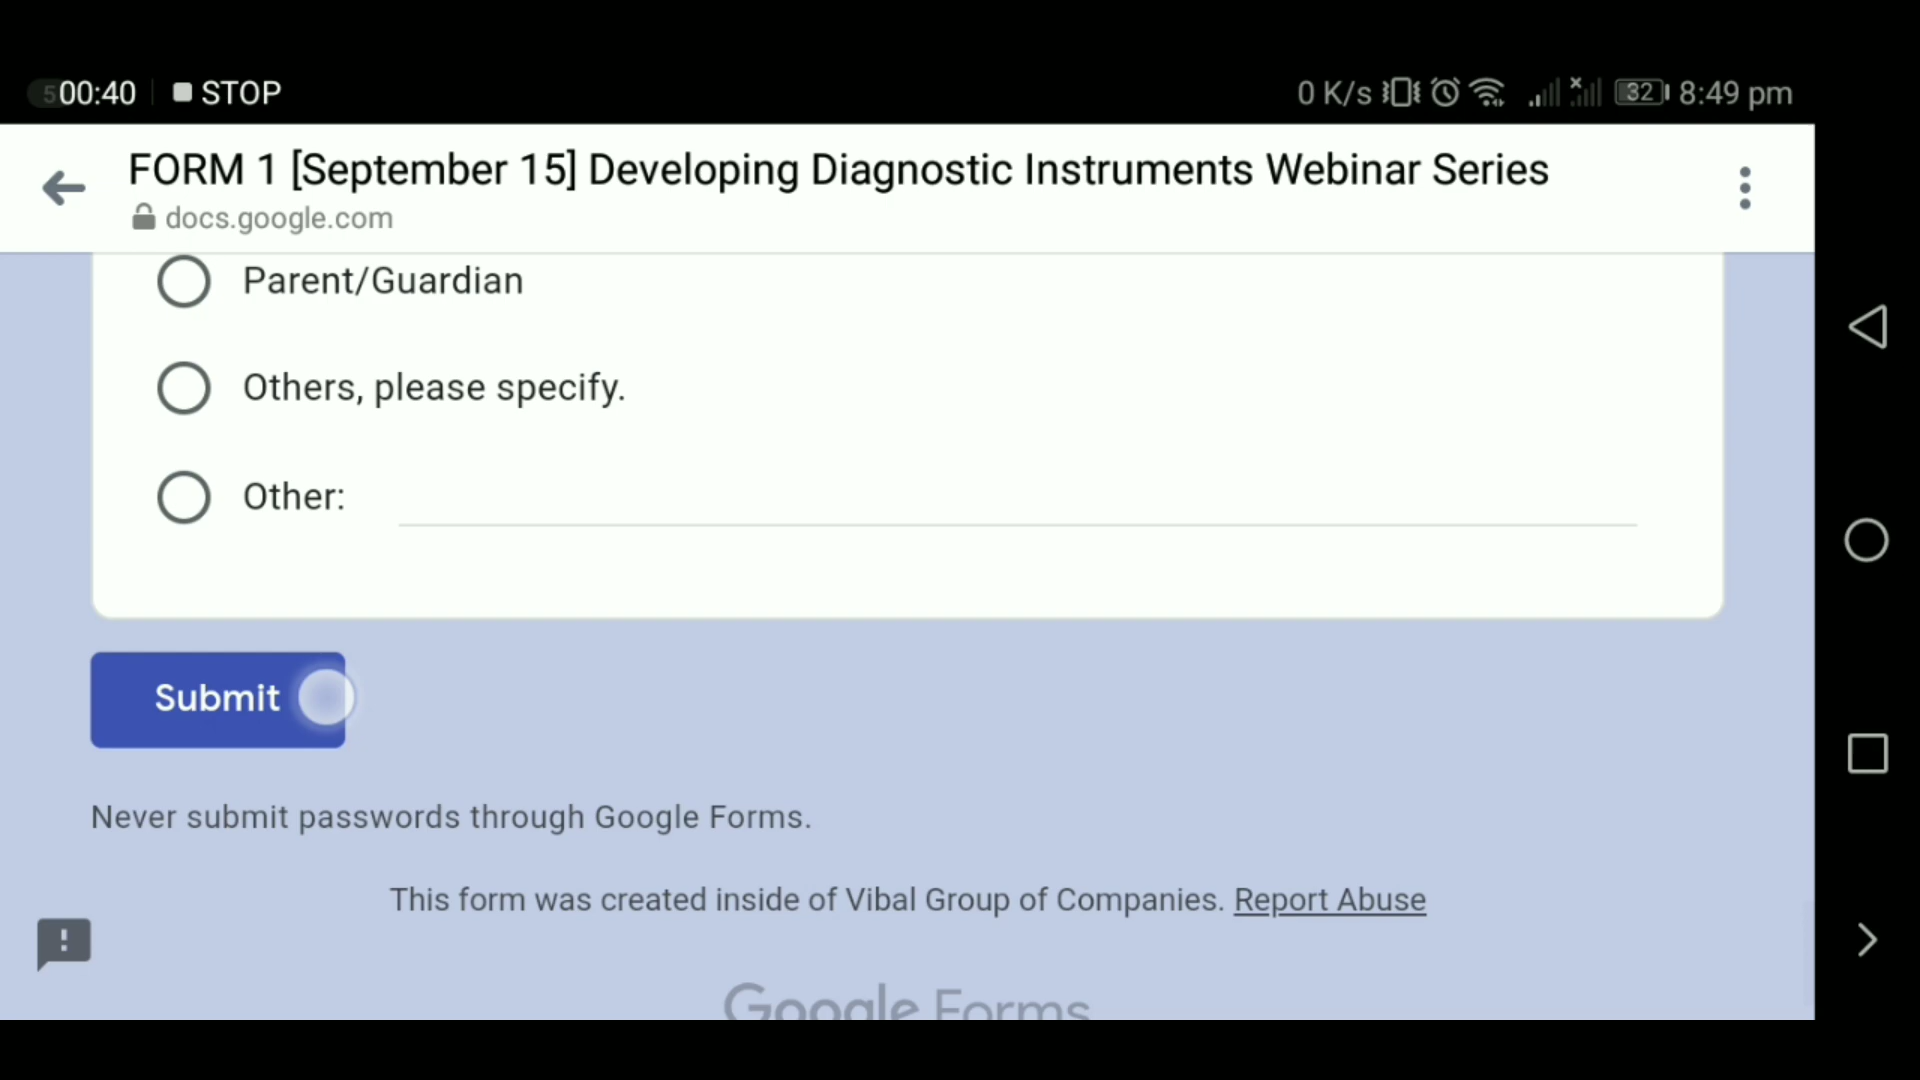 00:40 STOP 0 K/s 32 8:49 pm
FORM 1 [September 15] Developing Diagnostic Instruments Webinar Series
docs.google.com
Parent/Guardian
Others, please specify.
Other:
Submit
Never submit passwords through Google Forms.
This form was created inside of Vibal Group of Companies. Report Abuse
Google Forms